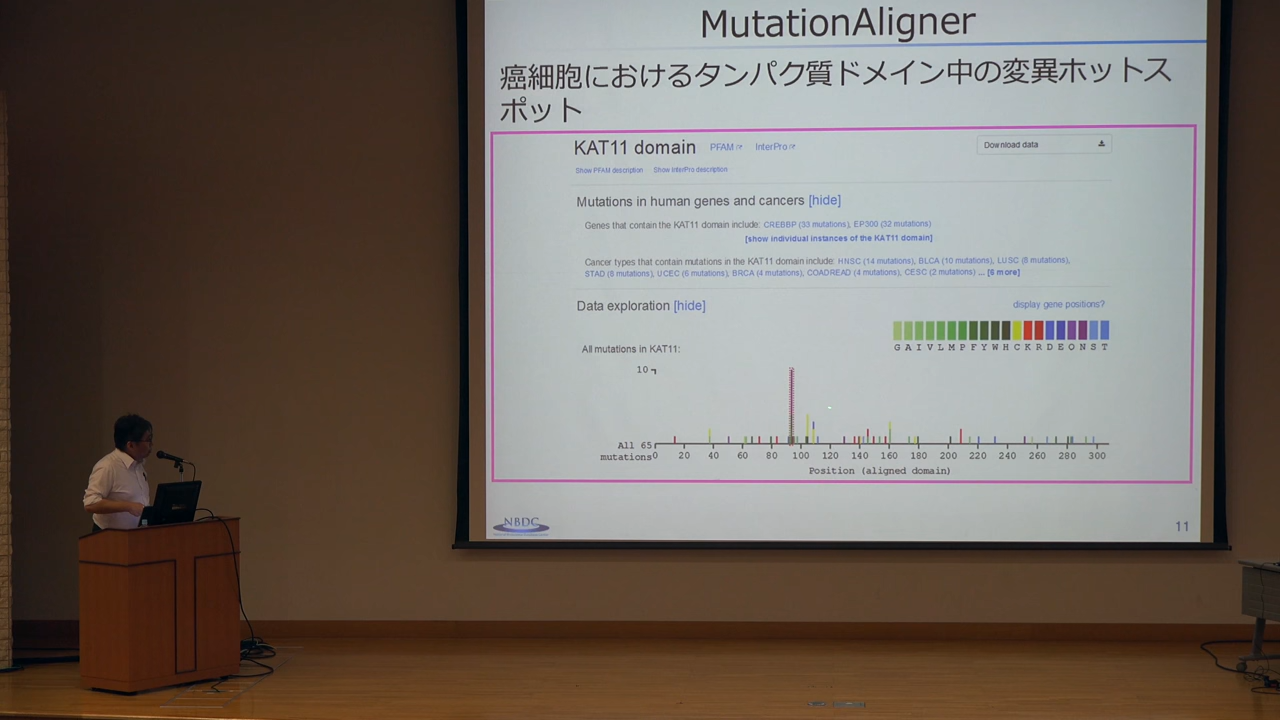 MutationAligner
癌細胞におけるタンパク質ドメイン中の変異ホットス
ポット
KAT11 domain PFAM InterPro Download data
Show PFAM description Show InterPro description
Mutations in human genes and cancers [hide]
Genes that contain the KAT11 domain include: CREBBP (33 mutations), EP300 (32 mutations)
[show individual instances of the KAT11 domain]
Cancer types that contain mutations in the KAT11 domain include: HNSC (14 mutations), BLCA (10 mutations), LUSC (8 mutations),
STAD (8 mutations), UCEC (6 mutations), BRCA (4 mutations), COADREAD (4 mutations), CESC (2 mutations) ... [6 more]
Data exploration [hide] display gene positions?
G A I V L M P F Y W H C K R D E Q N S T
All mutations in KAT11:
10
All 65
mutations
0 20 40 60 80 100 120 140 160 180 200 220 240 260 280 300
Position (aligned domain)
NBDC
11